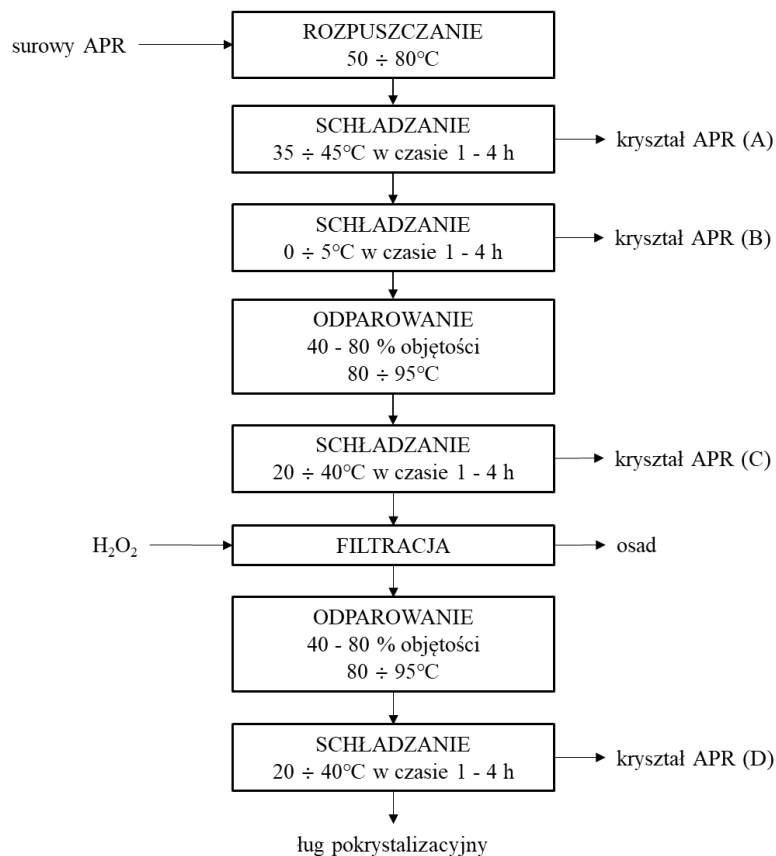 surowy APR
ROZPUSZCZANIE
50 ÷ 80°C
SCHŁADZANIE
35 ÷ 45°C w czasie 1 - 4 h
kryształ APR (A)
SCHŁADZANIE
0 ÷ 5°C w czasie 1 - 4 h
kryształ APR (B)
ODPAROWANIE
40 - 80 % objętości
80 ÷ 95°C
SCHŁADZANIE
20 ÷ 40°C w czasie 1 - 4 h
kryształ APR (C)
H₂O₂
FILTRACJA
osad
ODPAROWANIE
40 - 80 % objętości
80 ÷ 95°C
SCHŁADZANIE
20 ÷ 40°C w czasie 1 - 4 h
kryształ APR (D)
ług pokrystalizacyjny